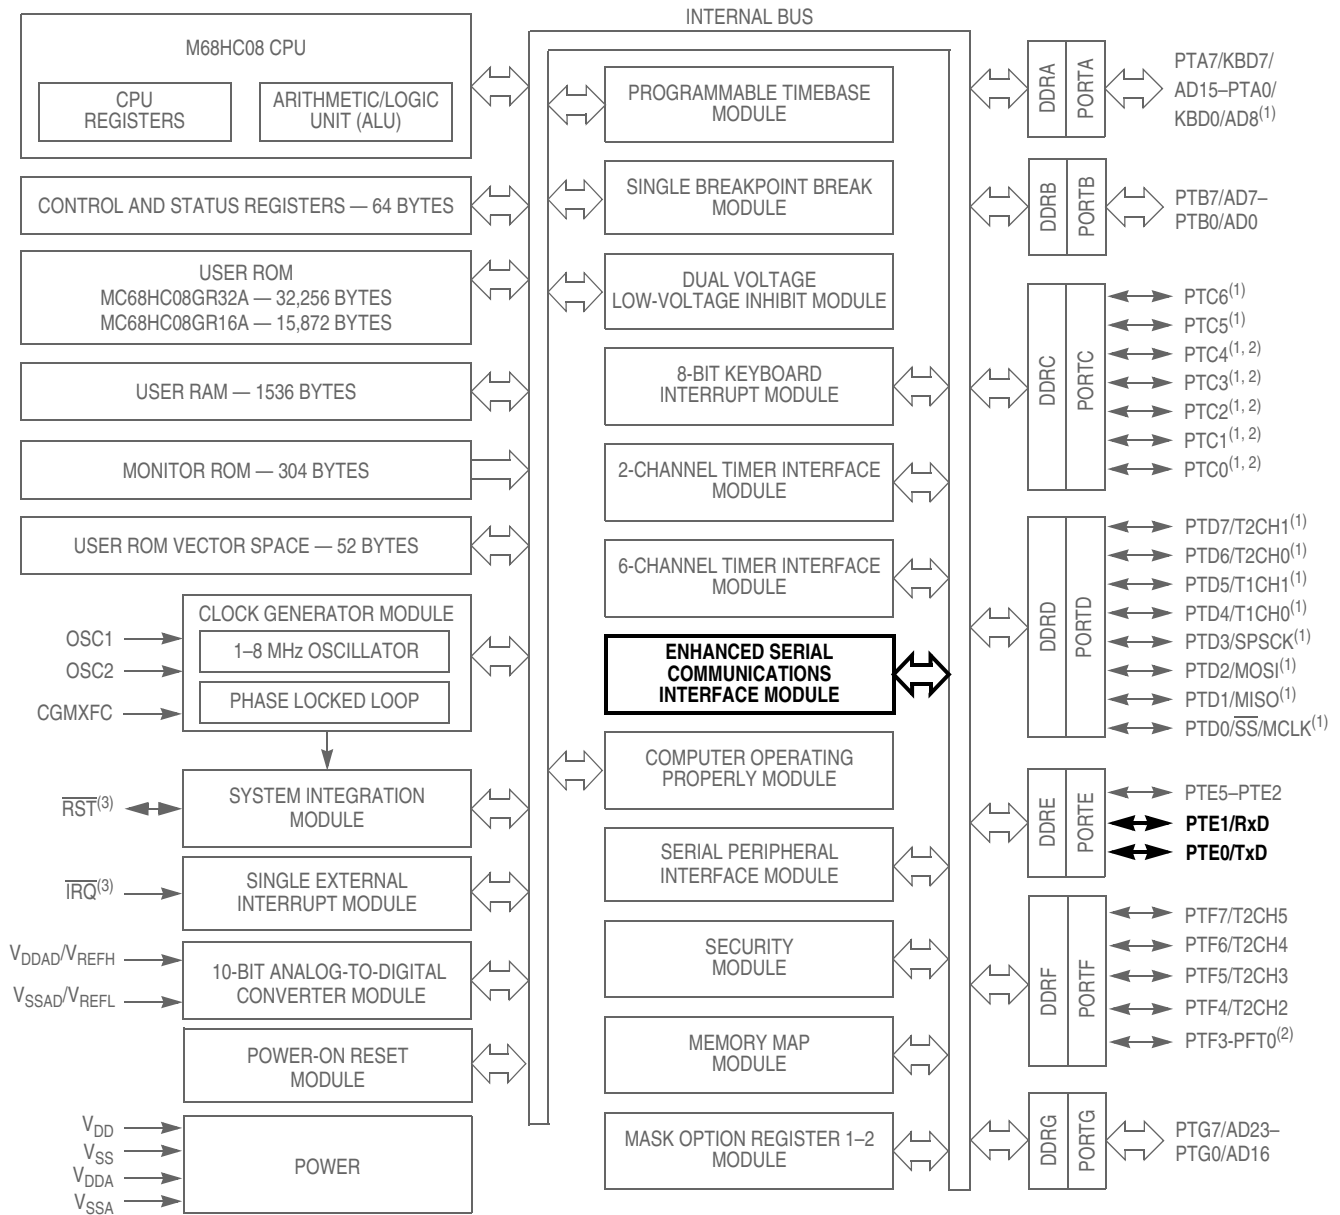 INTERNAL BUS
M68HC08 CPU
CPU
REGISTERS
ARITHMETIC/LOGIC
UNIT (ALU)
CONTROL AND STATUS REGISTERS — 64 BYTES
USER ROM
MC68HC08GR32A — 32,256 BYTES
MC68HC08GR16A — 15,872 BYTES
USER RAM — 1536 BYTES
MONITOR ROM — 304 BYTES
USER ROM VECTOR SPACE — 52 BYTES
CLOCK GENERATOR MODULE
1–8 MHz OSCILLATOR
PHASE LOCKED LOOP
OSC1
OSC2
CGMXFC
SYSTEM INTEGRATION
MODULE
RST(3)
SINGLE EXTERNAL
INTERRUPT MODULE
IRQ(3)
10-BIT ANALOG-TO-DIGITAL
CONVERTER MODULE
VDDAD/VREFH
VSSAD/VREFL
POWER-ON RESET
MODULE
POWER
VDD
VSS
VDDA
VSSA
PROGRAMMABLE TIMEBASE
MODULE
SINGLE BREAKPOINT BREAK
MODULE
DUAL VOLTAGE
LOW-VOLTAGE INHIBIT MODULE
8-BIT KEYBOARD
INTERRUPT MODULE
2-CHANNEL TIMER INTERFACE
MODULE
6-CHANNEL TIMER INTERFACE
MODULE
ENHANCED SERIAL
COMMUNICATIONS
INTERFACE MODULE
COMPUTER OPERATING
PROPERLY MODULE
SERIAL PERIPHERAL
INTERFACE MODULE
SECURITY
MODULE
MEMORY MAP
MODULE
MASK OPTION REGISTER 1–2
MODULE
DDRA
PORTA
PTA7/KBD7/
AD15–PTA0/
KBD0/AD8(1)
DDRB
PORTB
PTB7/AD7–
PTB0/AD0
DDRC
PORTC
PTC6(1)
PTC5(1)
PTC4(1, 2)
PTC3(1, 2)
PTC2(1, 2)
PTC1(1, 2)
PTC0(1, 2)
DDRD
PORTD
PTD7/T2CH1(1)
PTD6/T2CH0(1)
PTD5/T1CH1(1)
PTD4/T1CH0(1)
PTD3/SPSCK(1)
PTD2/MOSI(1)
PTD1/MISO(1)
PTD0/SS/MCLK(1)
DDRE
PORTE
PTE5–PTE2
PTE1/RxD
PTE0/TxD
DDRF
PORTF
PTF7/T2CH5
PTF6/T2CH4
PTF5/T2CH3
PTF4/T2CH2
PTF3-PFT0(2)
DDRG
PORTG
PTG7/AD23–
PTG0/AD16